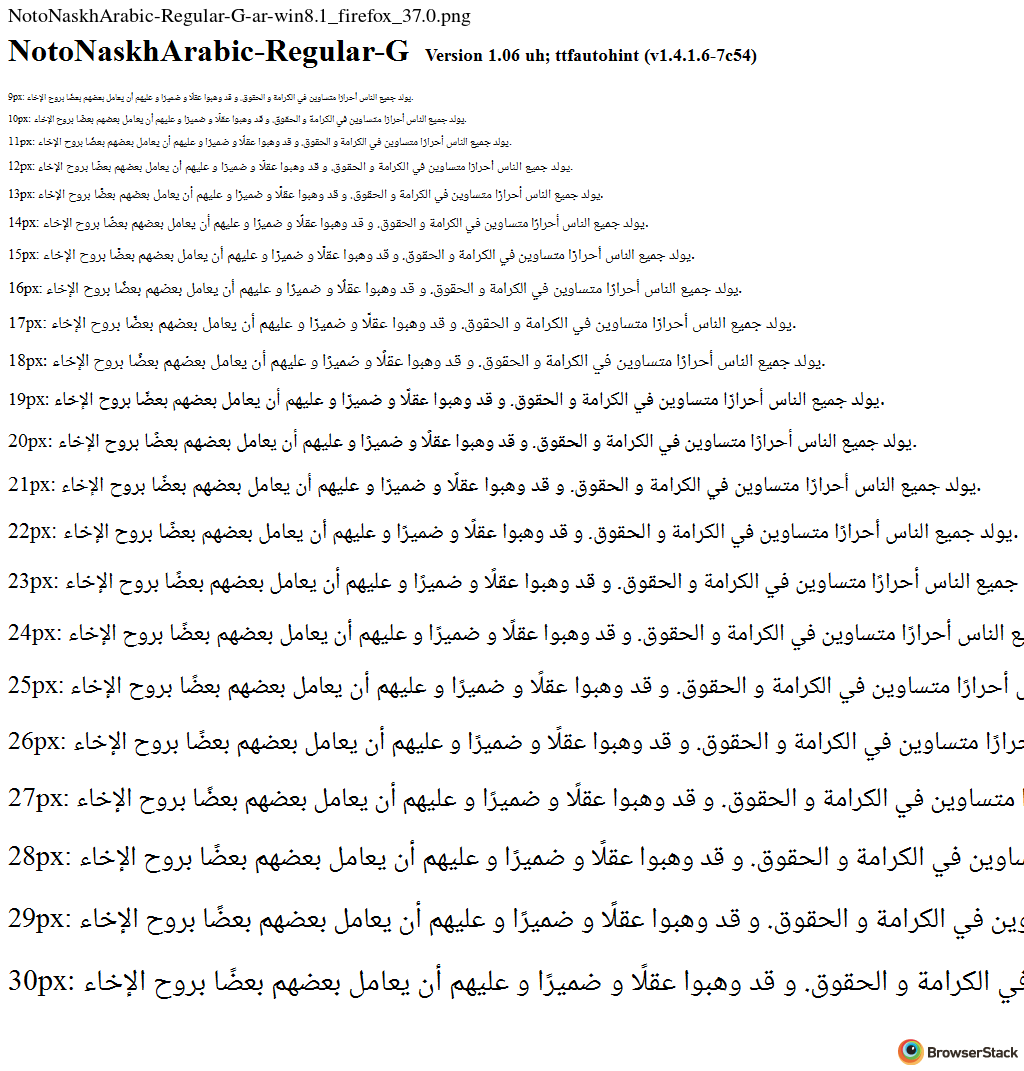 NotoNaskhArabic-Regular-G-ar-win8.1_firefox_37.0.png
NotoNaskhArabic-Regular-G Version 1.06 uh; ttfautohint (v1.4.1.6-7c54)
9px: يولد جميع الناس أحرارًا متساوين في الكرامة و الحقوق. و قد وهبوا عقلًا و ضميرًا و عليهم أن يعامل بعضهم بعضًا بروح الإخاء.
10px: يولد جميع الناس أحرارًا متساوين في الكرامة و الحقوق. و قد وهبوا عقلًا و ضميرًا و عليهم أن يعامل بعضهم بعضًا بروح الإخاء.
11px: يولد جميع الناس أحرارًا متساوين في الكرامة و الحقوق. و قد وهبوا عقلًا و ضميرًا و عليهم أن يعامل بعضهم بعضًا بروح الإخاء.
12px: يولد جميع الناس أحرارًا متساوين في الكرامة و الحقوق. و قد وهبوا عقلًا و ضميرًا و عليهم أن يعامل بعضهم بعضًا بروح الإخاء.
13px: يولد جميع الناس أحرارًا متساوين في الكرامة و الحقوق. و قد وهبوا عقلًا و ضميرًا و عليهم أن يعامل بعضهم بعضًا بروح الإخاء.
14px: يولد جميع الناس أحرارًا متساوين في الكرامة و الحقوق. و قد وهبوا عقلًا و ضميرًا و عليهم أن يعامل بعضهم بعضًا بروح الإخاء.
15px: يولد جميع الناس أحرارًا متساوين في الكرامة و الحقوق. و قد وهبوا عقلًا و ضميرًا و عليهم أن يعامل بعضهم بعضًا بروح الإخاء.
16px: يولد جميع الناس أحرارًا متساوين في الكرامة و الحقوق. و قد وهبوا عقلًا و ضميرًا و عليهم أن يعامل بعضهم بعضًا بروح الإخاء.
17px: يولد جميع الناس أحرارًا متساوين في الكرامة و الحقوق. و قد وهبوا عقلًا و ضميرًا و عليهم أن يعامل بعضهم بعضًا بروح الإخاء.
18px: يولد جميع الناس أحرارًا متساوين في الكرامة و الحقوق. و قد وهبوا عقلًا و ضميرًا و عليهم أن يعامل بعضهم بعضًا بروح الإخاء.
19px: يولد جميع الناس أحرارًا متساوين في الكرامة و الحقوق. و قد وهبوا عقلًا و ضميرًا و عليهم أن يعامل بعضهم بعضًا بروح الإخاء.
20px: يولد جميع الناس أحرارًا متساوين في الكرامة و الحقوق. و قد وهبوا عقلًا و ضميرًا و عليهم أن يعامل بعضهم بعضًا بروح الإخاء.
21px: يولد جميع الناس أحرارًا متساوين في الكرامة و الحقوق. و قد وهبوا عقلًا و ضميرًا و عليهم أن يعامل بعضهم بعضًا بروح الإخاء.
22px: يولد جميع الناس أحرارًا متساوين في الكرامة و الحقوق. و قد وهبوا عقلًا و ضميرًا و عليهم أن يعامل بعضهم بعضًا بروح الإخاء.
23px: جميع الناس أحرارًا متساوين في الكرامة و الحقوق. و قد وهبوا عقلًا و ضميرًا و عليهم أن يعامل بعضهم بعضًا بروح الإخاء
24px: الناس أحرارًا متساوين في الكرامة و الحقوق. و قد وهبوا عقلًا و ضميرًا و عليهم أن يعامل بعضهم بعضًا بروح الإخاء
25px: أحرارًا متساوين في الكرامة و الحقوق. و قد وهبوا عقلًا و ضميرًا و عليهم أن يعامل بعضهم بعضًا بروح الإخاء
26px: متساوين في الكرامة و الحقوق. و قد وهبوا عقلًا و ضميرًا و عليهم أن يعامل بعضهم بعضًا بروح الإخاء
27px: متساوين في الكرامة و الحقوق. و قد وهبوا عقلًا و ضميرًا و عليهم أن يعامل بعضهم بعضًا بروح الإخاء
28px: في الكرامة و الحقوق. و قد وهبوا عقلًا و ضميرًا و عليهم أن يعامل بعضهم بعضًا بروح الإخاء
29px: في الكرامة و الحقوق. و قد وهبوا عقلًا و ضميرًا و عليهم أن يعامل بعضهم بعضًا بروح الإخاء
30px: في الكرامة و الحقوق. و قد وهبوا عقلًا و ضميرًا و عليهم أن يعامل بعضهم بعضًا بروح الإخاء
BrowserStack